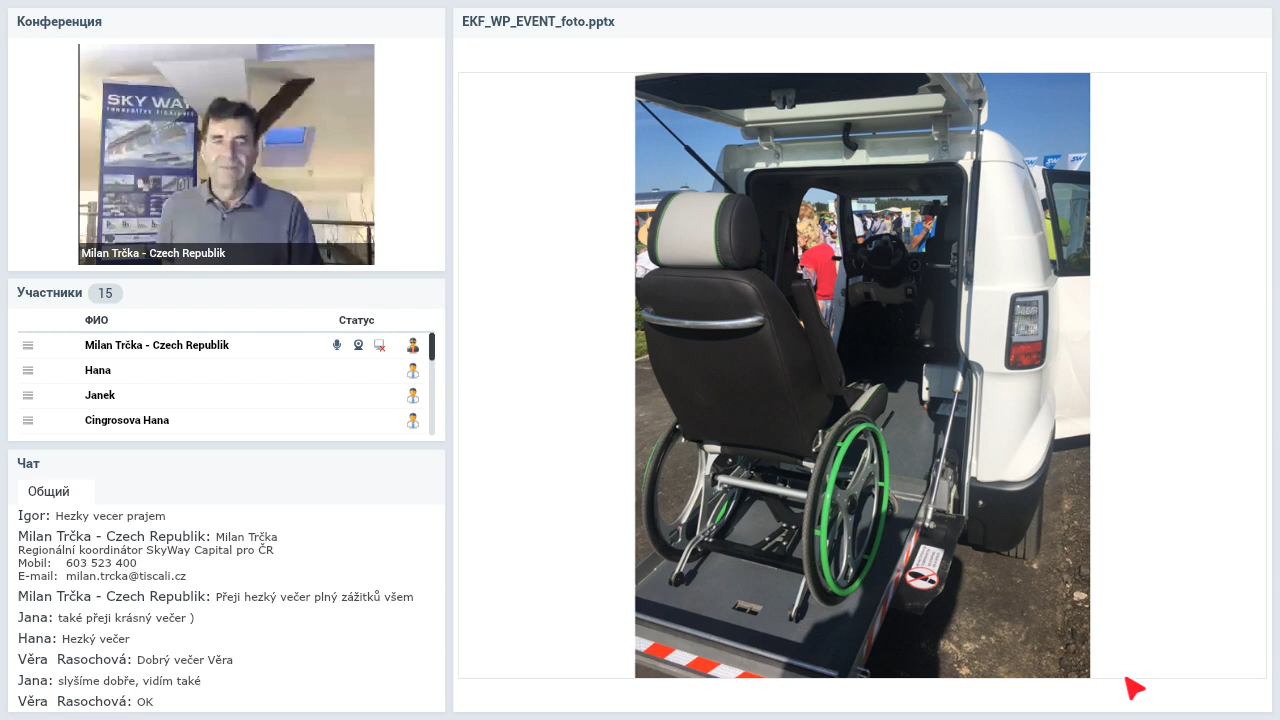 Конференция
SKY WAY
Milan Trčka - Czech Republik
Участники 15
ФИО Статус
Milan Trčka - Czech Republik
Hana
Janek
Cingrosova Hana
Чат
Общий
Igor: Hezky vecer prajem
Milan Trčka - Czech Republik: Milan Trčka
Regionální koordinátor SkyWay Capital pro ČR
Mobil: 603 523 400
E-mail: milan.trcka@tiscali.cz
Milan Trčka - Czech Republik: Přeji hezký večer plný zážitků všem
Jana: také přeji krásný večer )
Hana: Hezký večer
Věra Rasochová: Dobrý večer Věra
Jana: slyšíme dobře, vidím také
Věra Rasochová: OK
EKF_WP_EVENT_foto.pptx